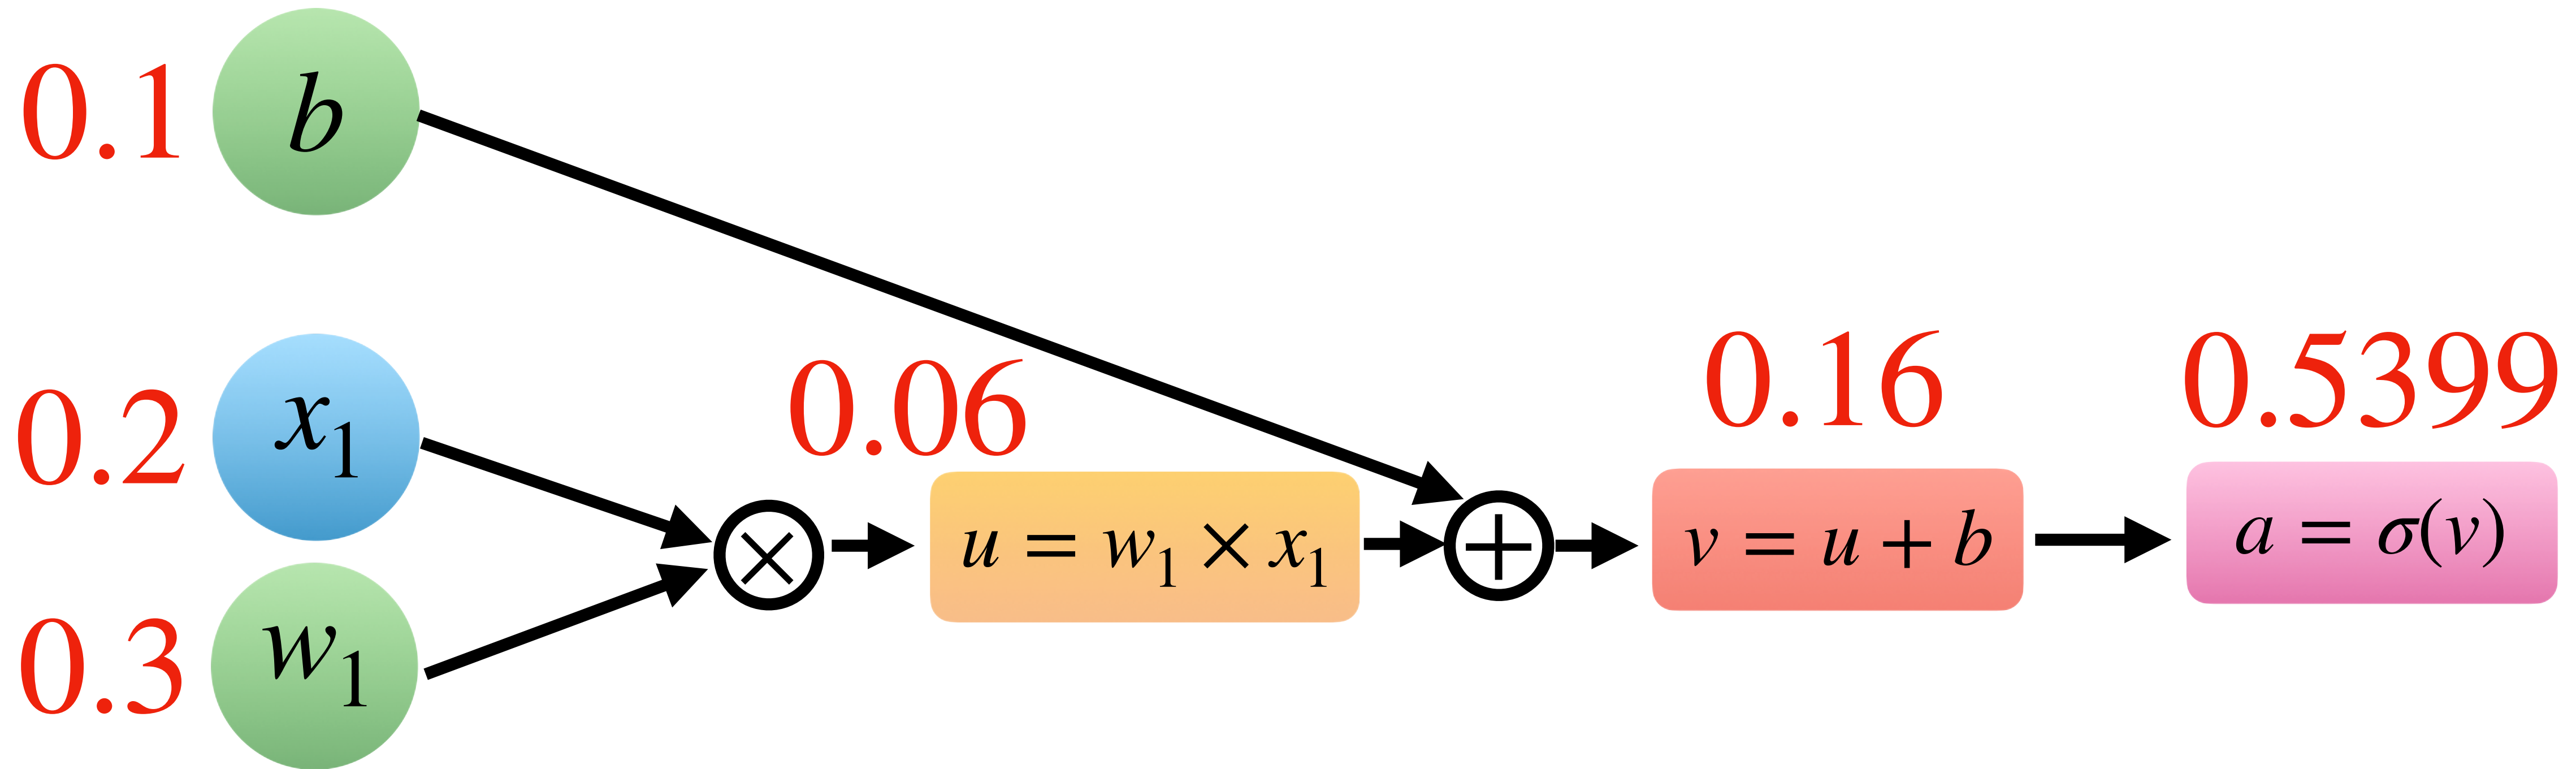 0.1 b
0.2 x₁
0.3 w₁
×
0.06
u = w₁ × x₁
+
0.16
v = u + b
0.5399
a = σ(v)